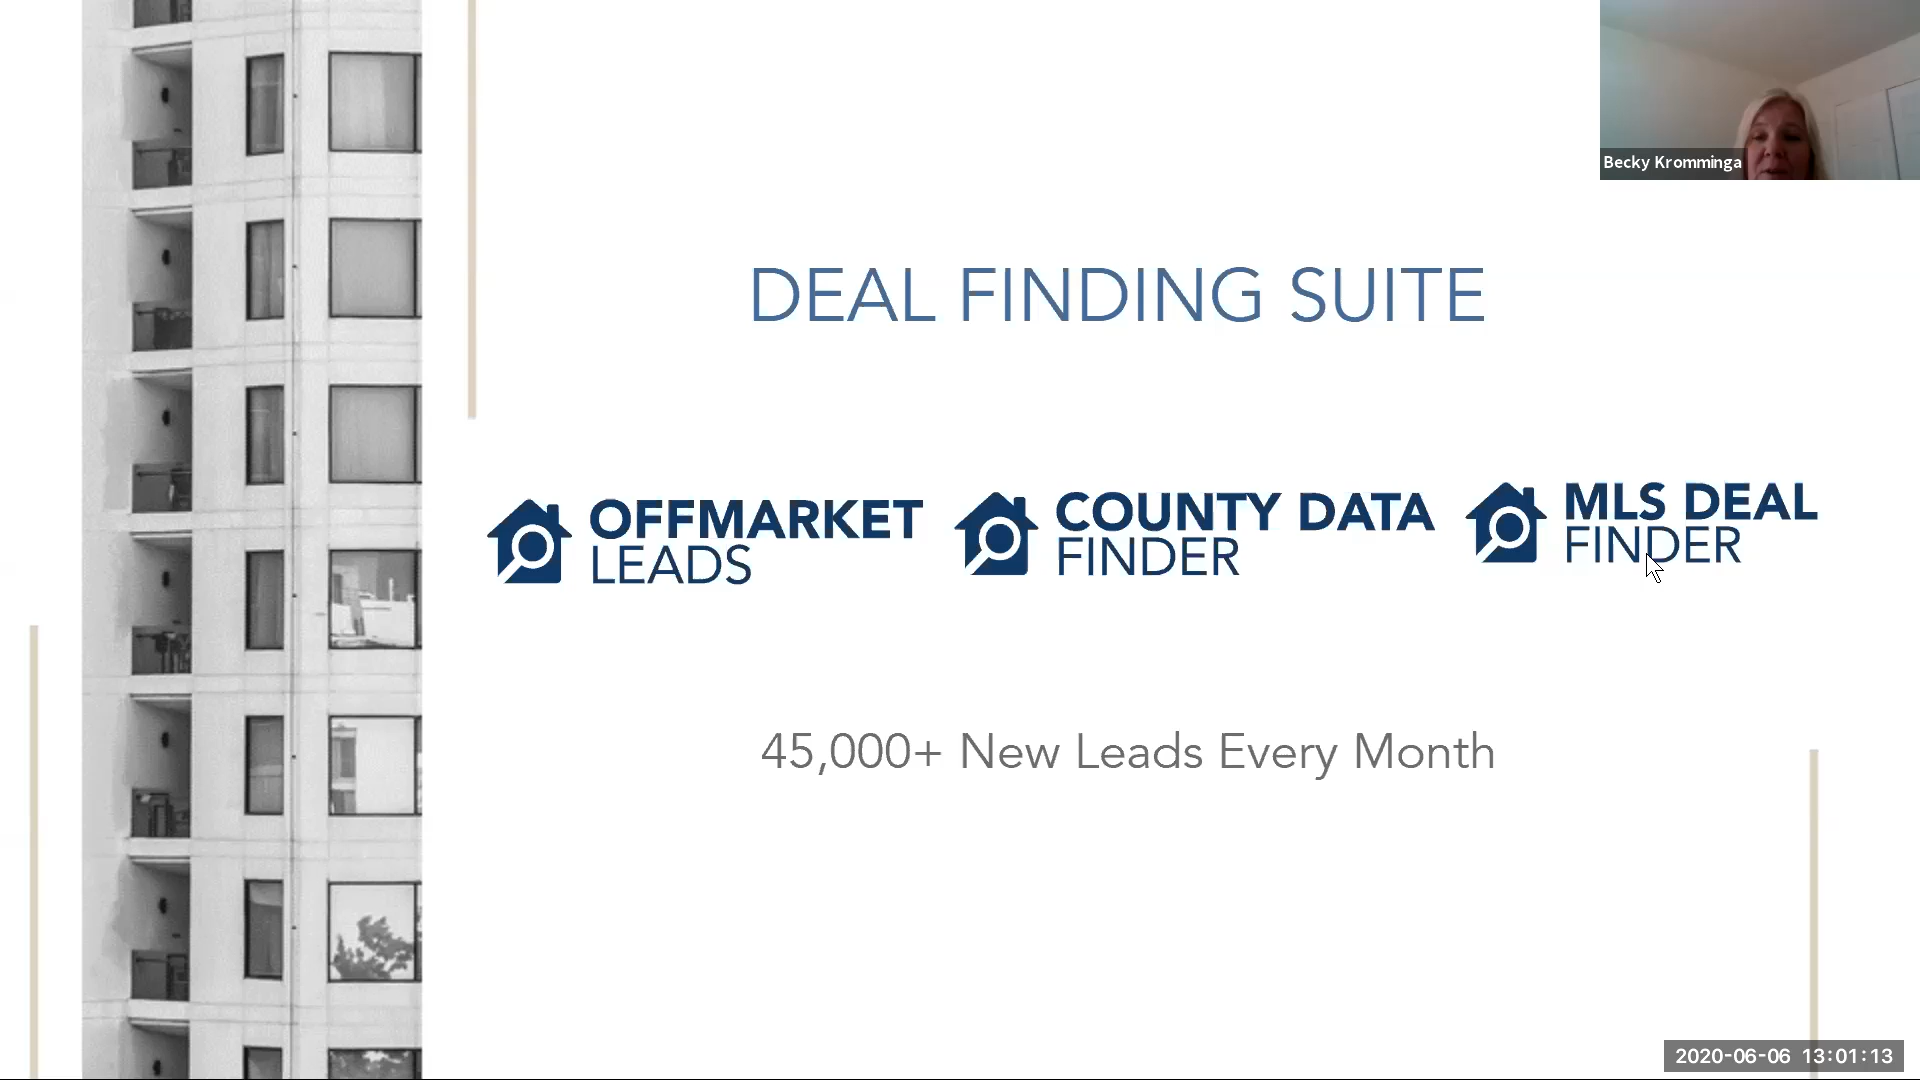 Becky Kromminga
DEAL FINDING SUITE
OFFMARKET
LEADS
COUNTY DATA
FINDER
MLS DEAL
FINDER
45,000+ New Leads Every Month
2020-06-06 13:01:13